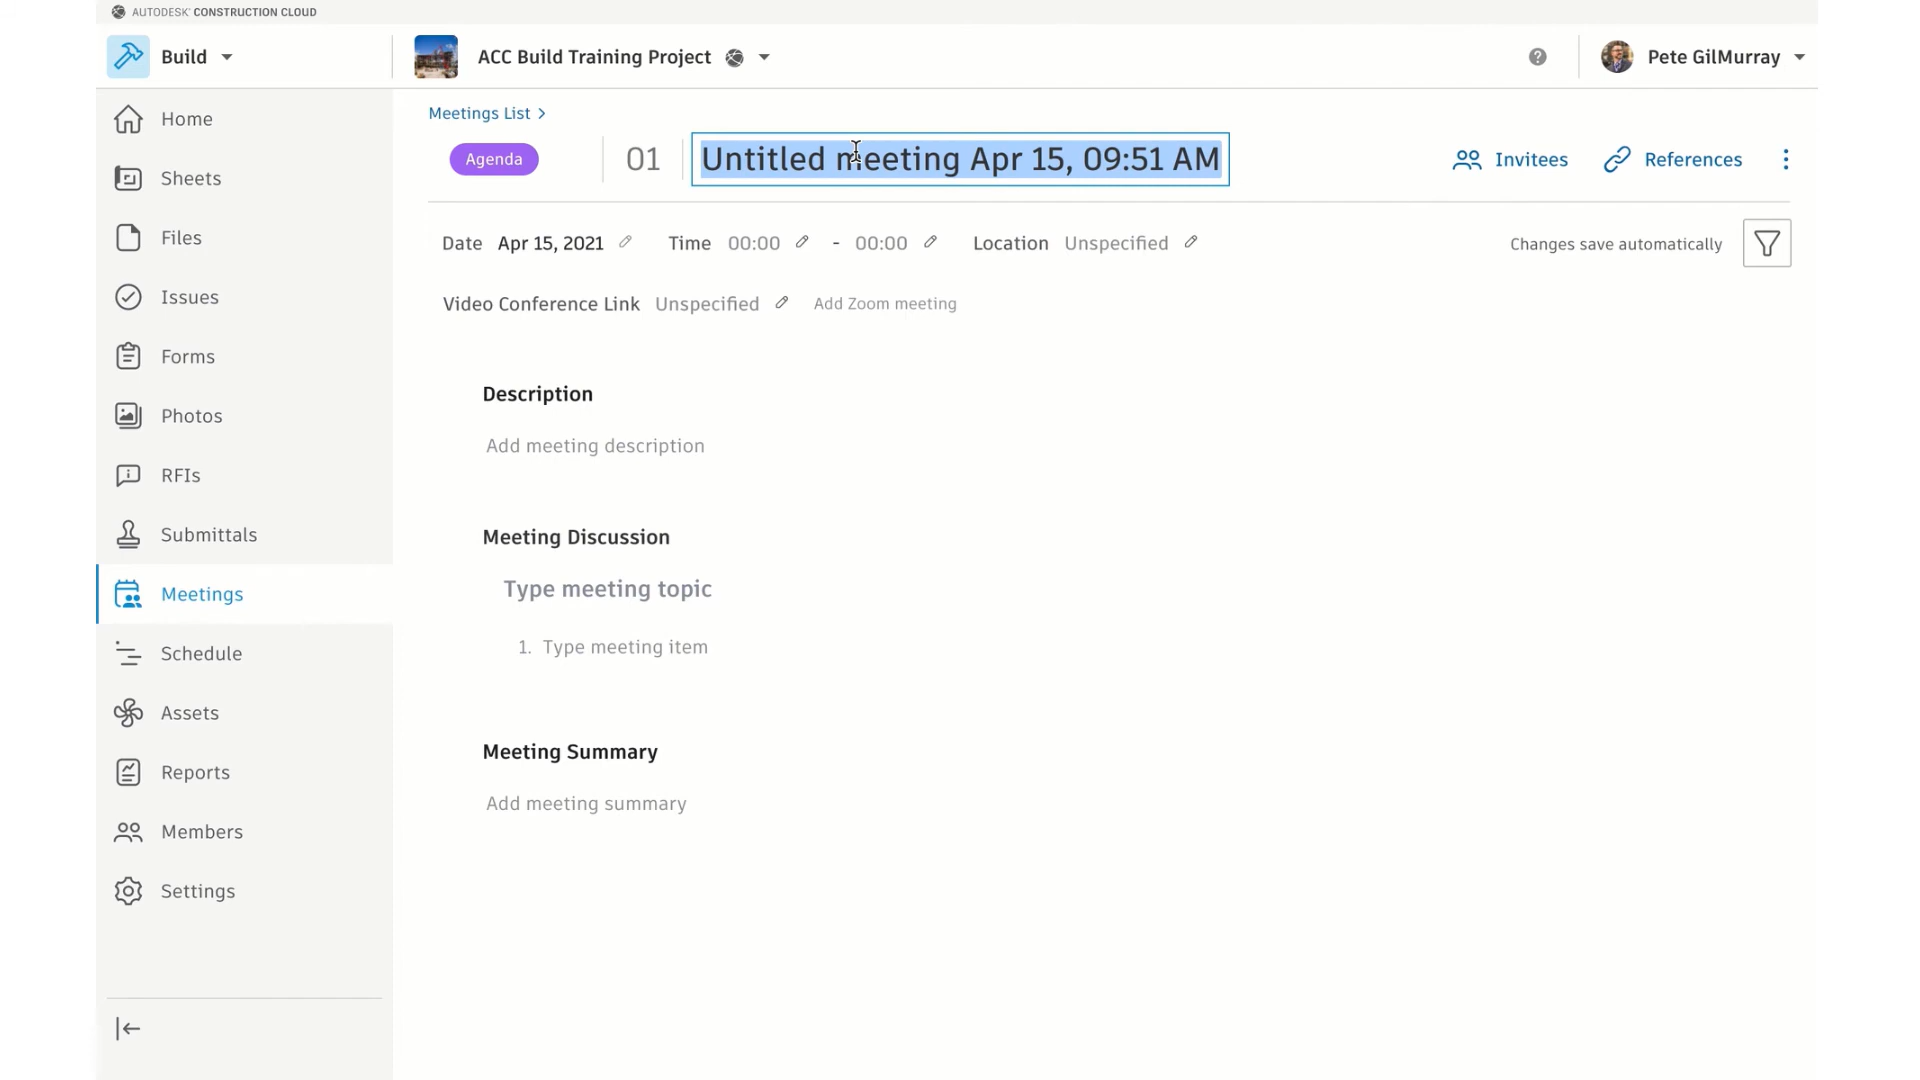 AUTODESK® CONSTRUCTION CLOUD
Build
ACC Build Training Project
Pete GilMurray
Home
Sheets
Files
Issues
Forms
Photos
RFIs
Submittals
Meetings
Schedule
Assets
Reports
Members
Settings
Meetings List
Agenda
01
Untitled meeting Apr 15, 09:51 AM
Invitees
References
Date Apr 15, 2021 Time 00:00 - 00:00 Location Unspecified
Changes save automatically
Video Conference Link Unspecified Add Zoom meeting
Description
Add meeting description
Meeting Discussion
Type meeting topic
1. Type meeting item
Meeting Summary
Add meeting summary